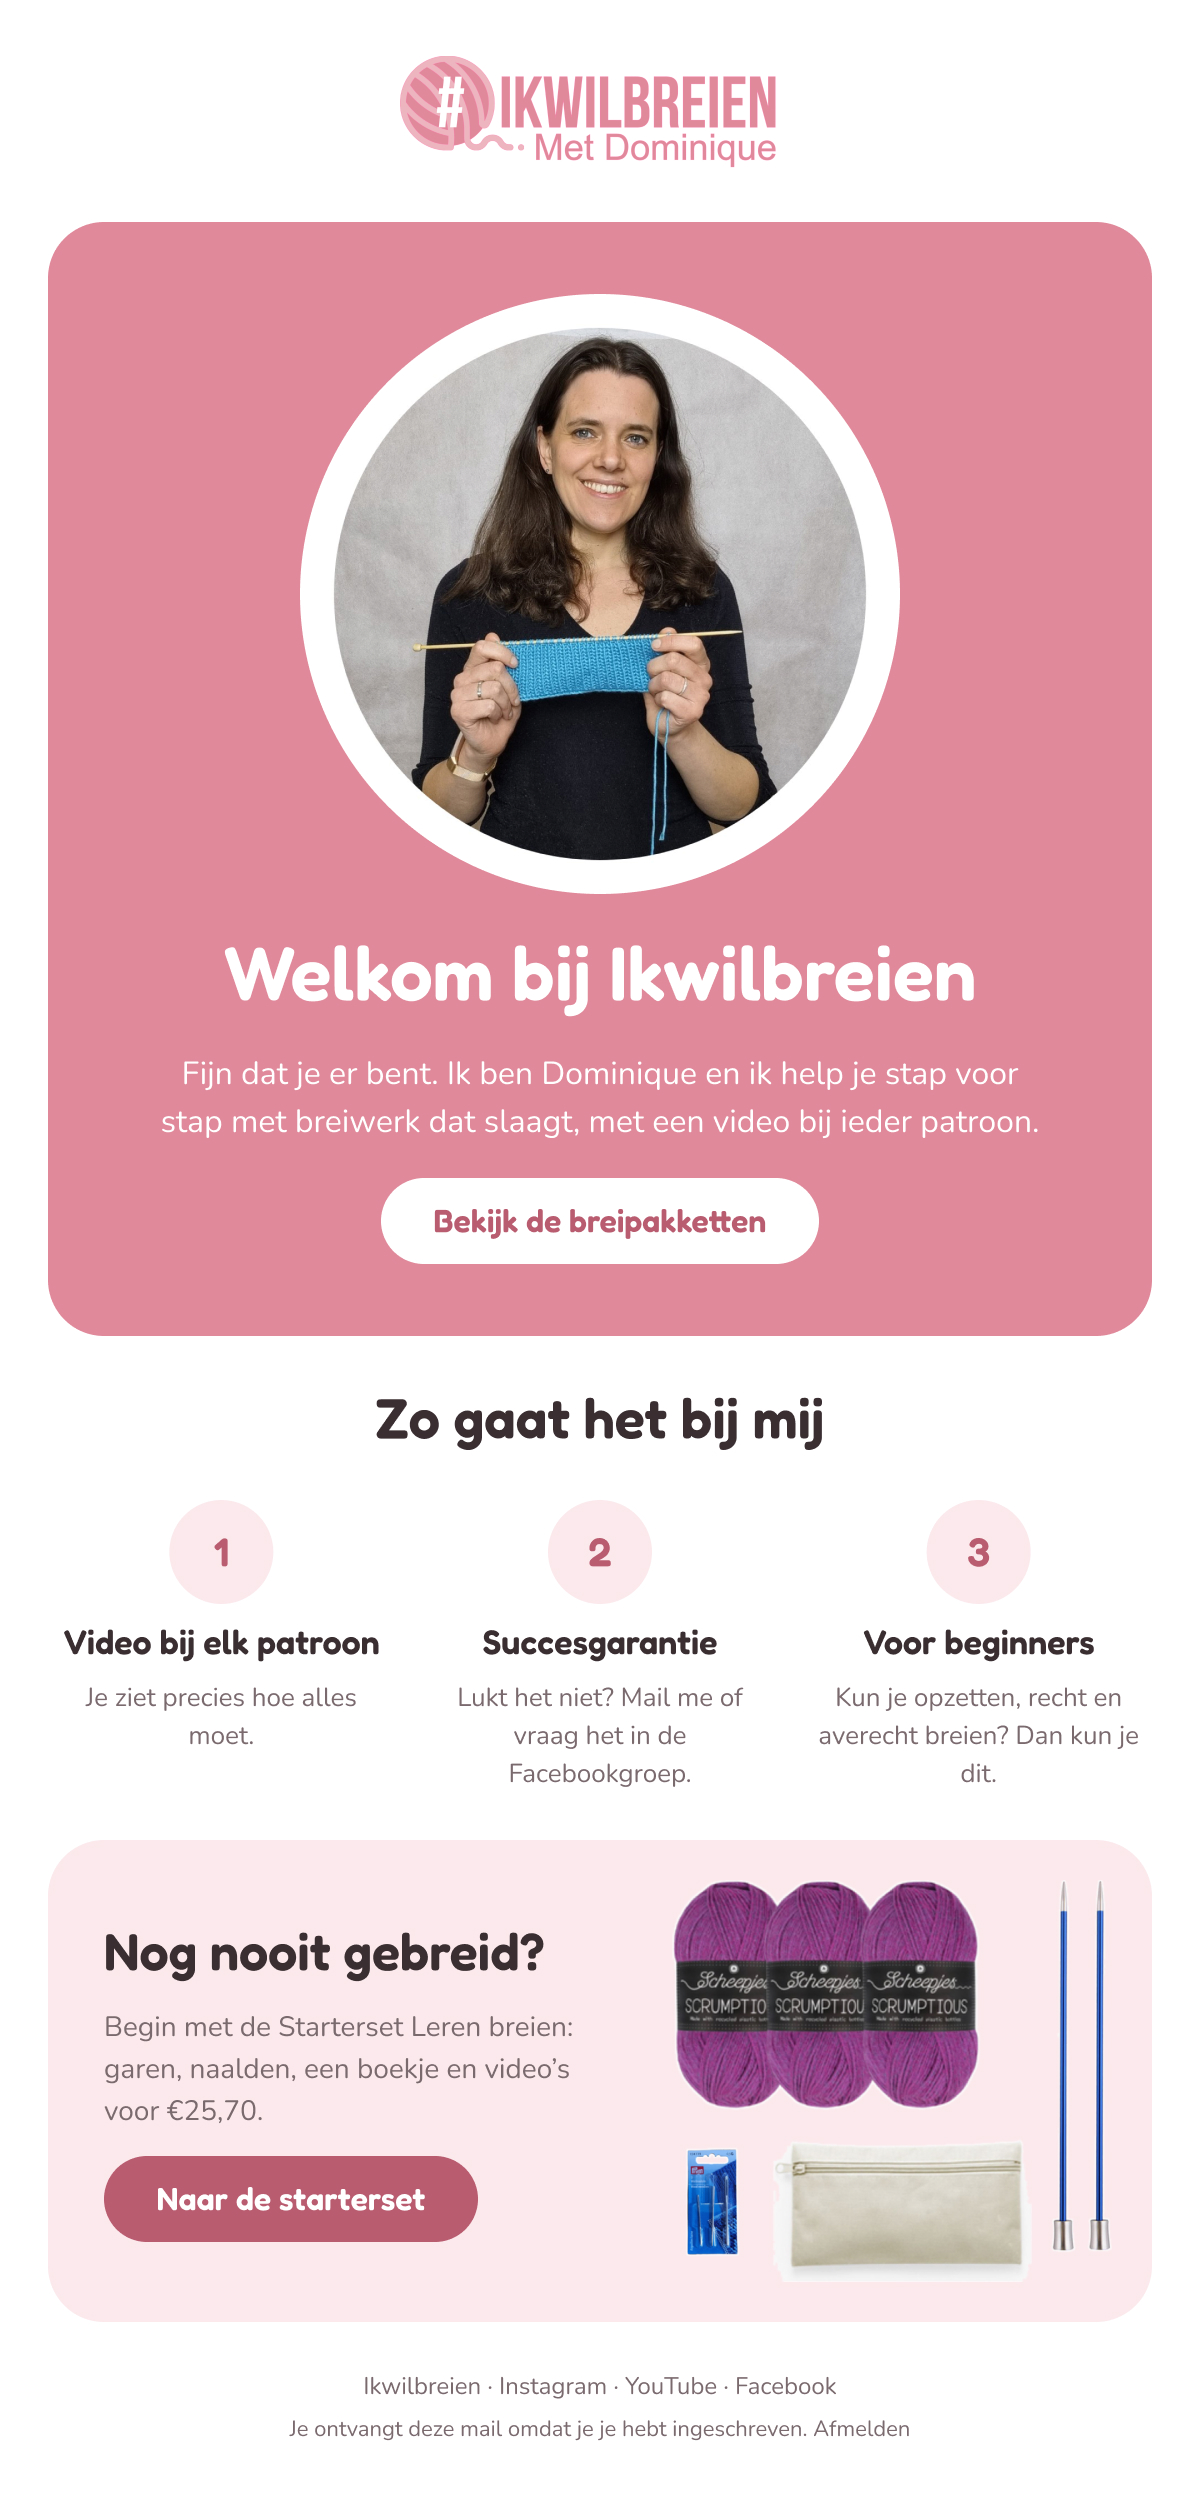 # IKWILBREIEN
Met Dominique
Welkom bij Ikwilbreien
Fijn dat je er bent. Ik ben Dominique en ik help je stap voor
stap met breiwerk dat slaagt, met een video bij ieder patroon.
Bekijk de breipakketten
Zo gaat het bij mij
1
Video bij elk patroon
Je ziet precies hoe alles
moet.
2
Succesgarantie
Lukt het niet? Mail me of
vraag het in de
Facebookgroep.
3
Voor beginners
Kun je opzetten, recht en
averecht breien? Dan kun je
dit.
Nog nooit gebreid?
Begin met de Starterset Leren breien:
garen, naalden, een boekje en video’s
voor €25,70.
Naar de starterset
Scheepjes Scheepjes Scheepjes
SCRUMPTIO SCRUMPTIOU SCRUMPTIOUS
Ikwilbreien · Instagram · YouTube · Facebook
Je ontvangt deze mail omdat je je hebt ingeschreven. Afmelden